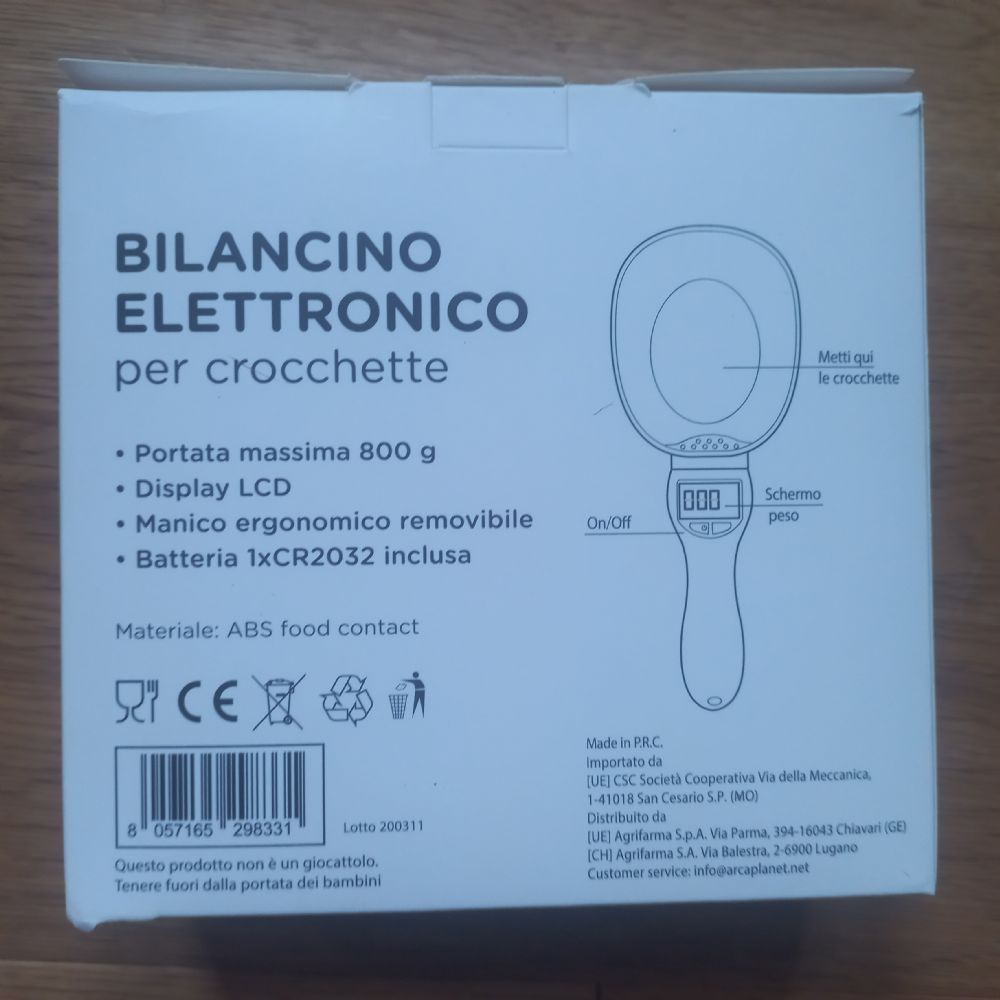 BILANCINO
ELETTRONICO
per crocchette
• Portata massima 800 g
• Display LCD
• Manico ergonomico removibile
• Batteria 1xCR2032 inclusa
Materiale: ABS food contact
CE
8 057165 298331
Lotto 200311
Questo prodotto non è un giocattolo.
Tenere fuori dalla portata dei bambini
Metti qui
le crocchette
000
Schermo
peso
On/Off
Made in P.R.C.
Importato da
[UE] CSC Società Cooperativa Via della Meccanica,
1-41018 San Cesario S.P. (MO)
Distribuito da
[UE] Agrifarma S.p.A. Via Parma, 394-16043 Chiavari (GE)
[CH] Agrifarma S.A. Via Balestra, 2-6900 Lugano
Customer service: info@arcaplanet.net